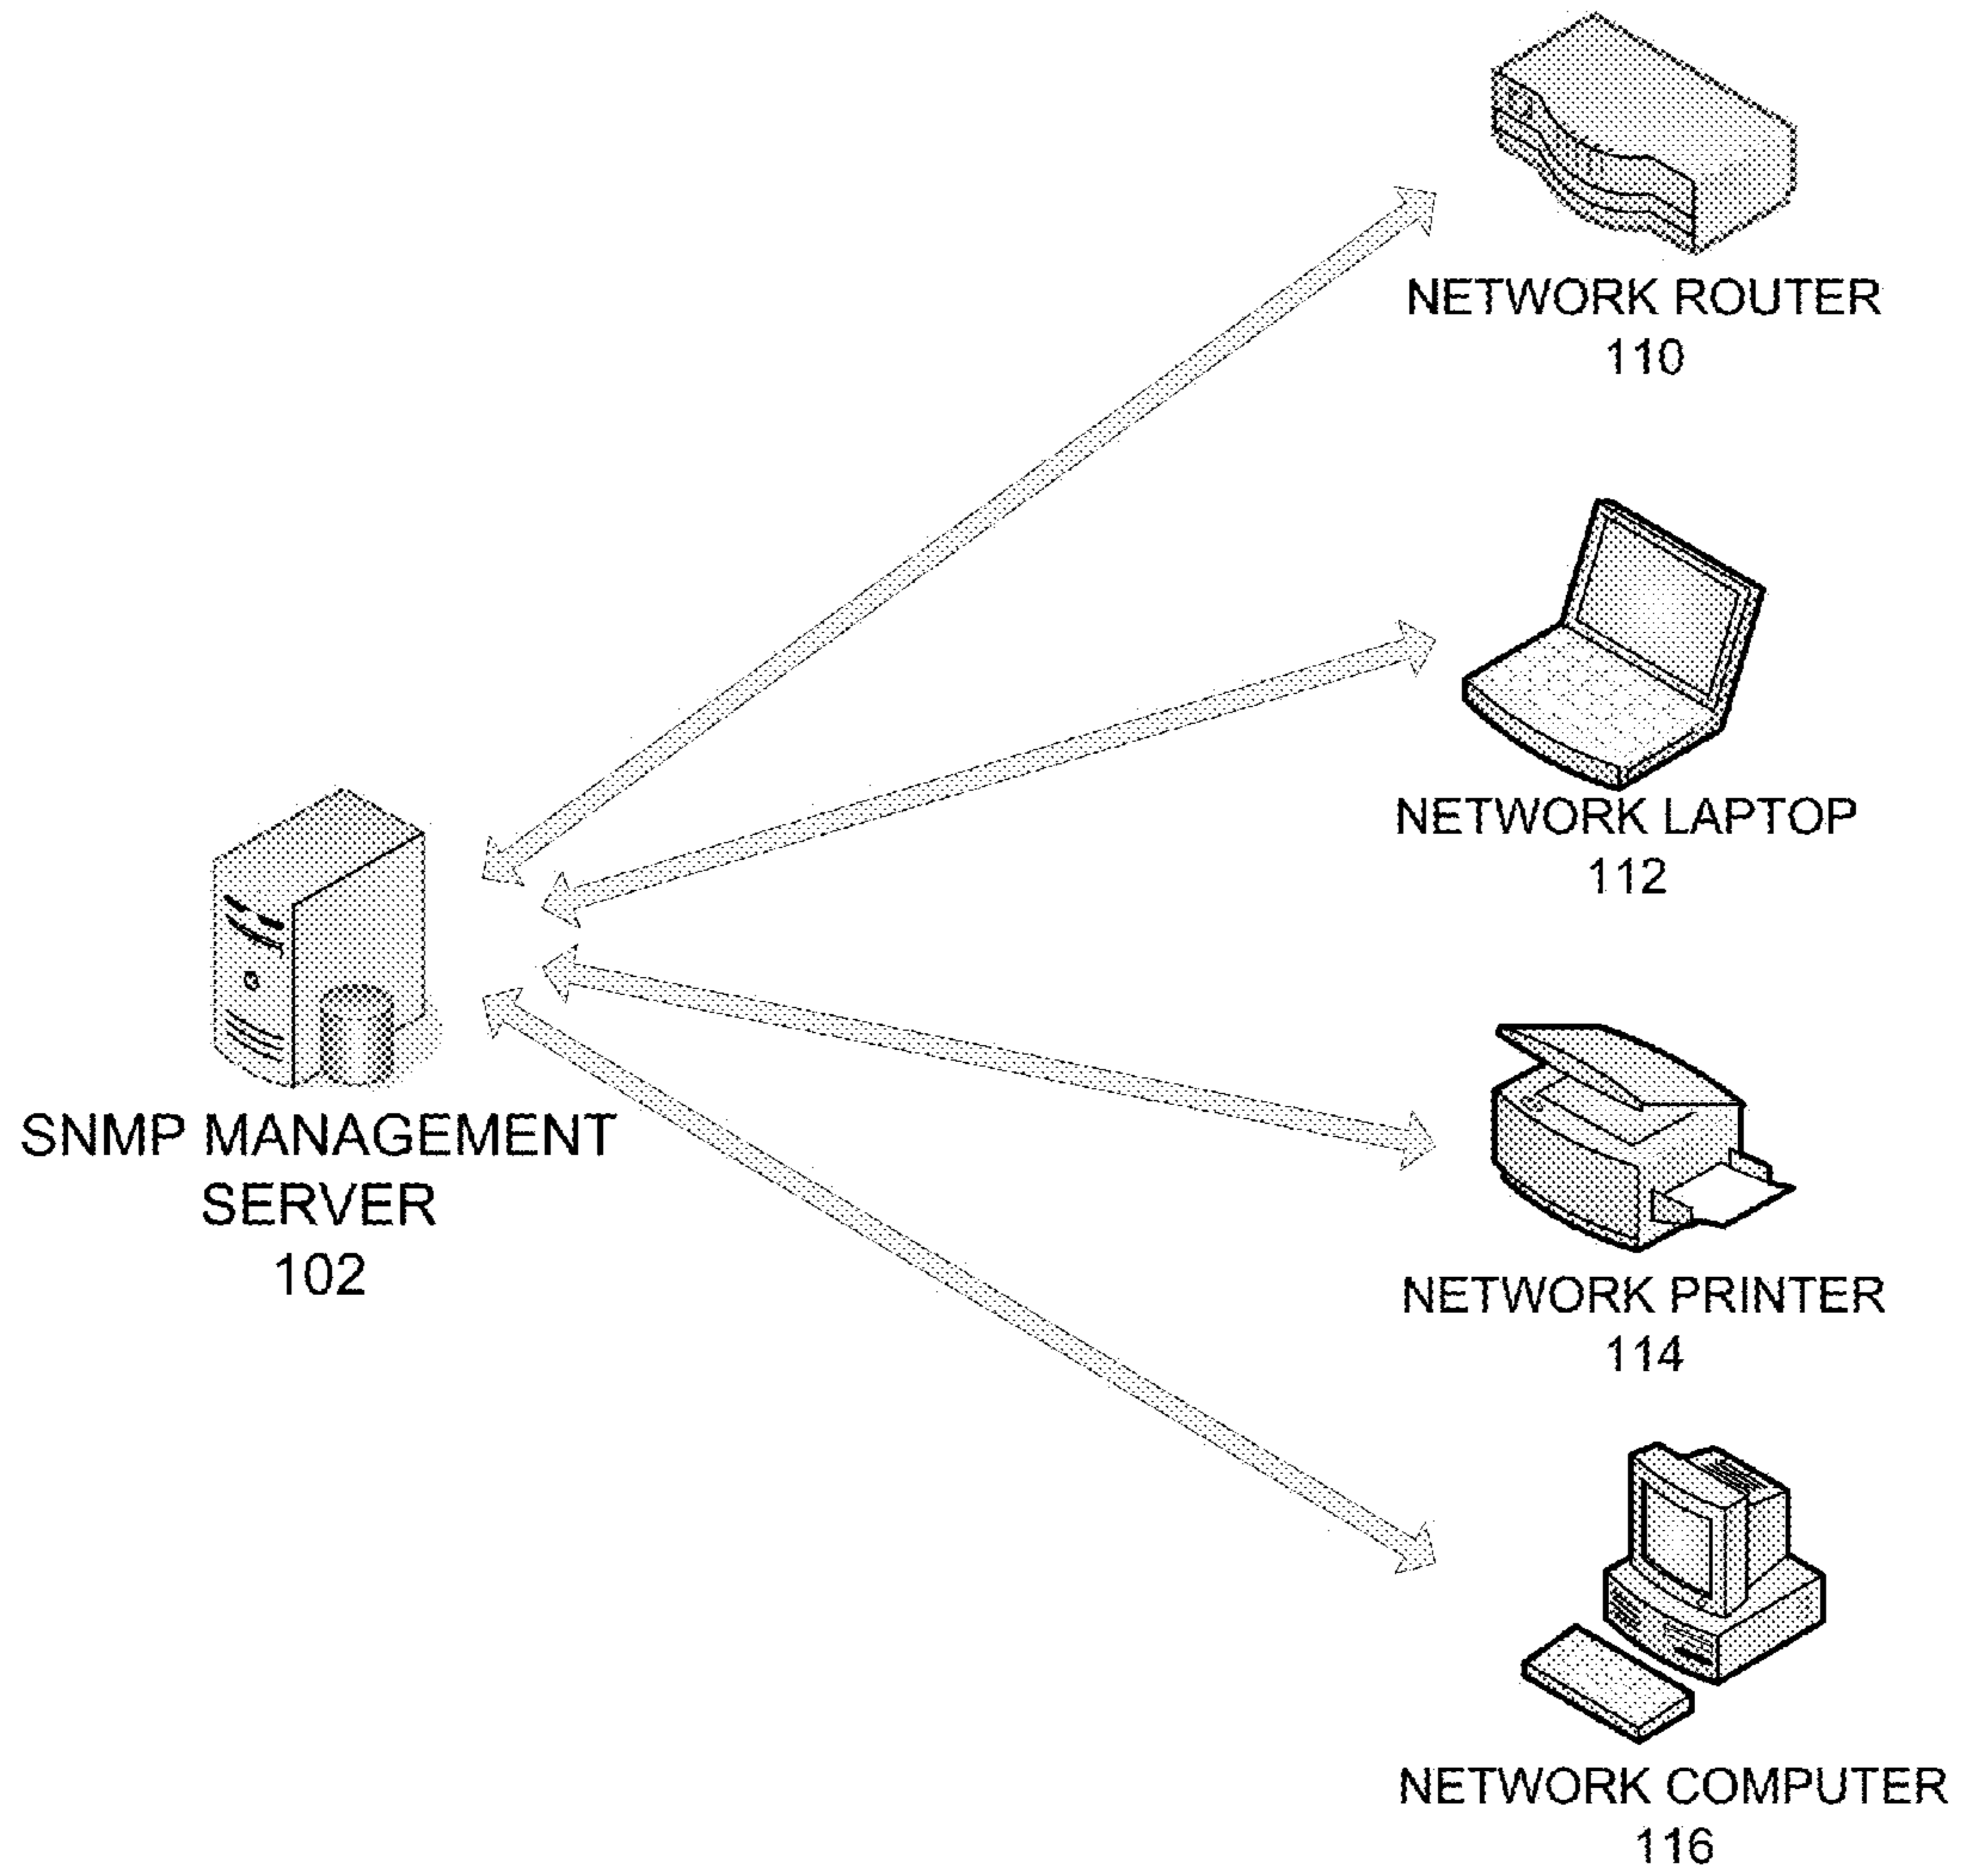 NETWORK ROUTER
110
NETWORK LAPTOP
112
SNMP MANAGEMENT
SERVER
102
NETWORK PRINTER
114
NETWORK COMPUTER
116